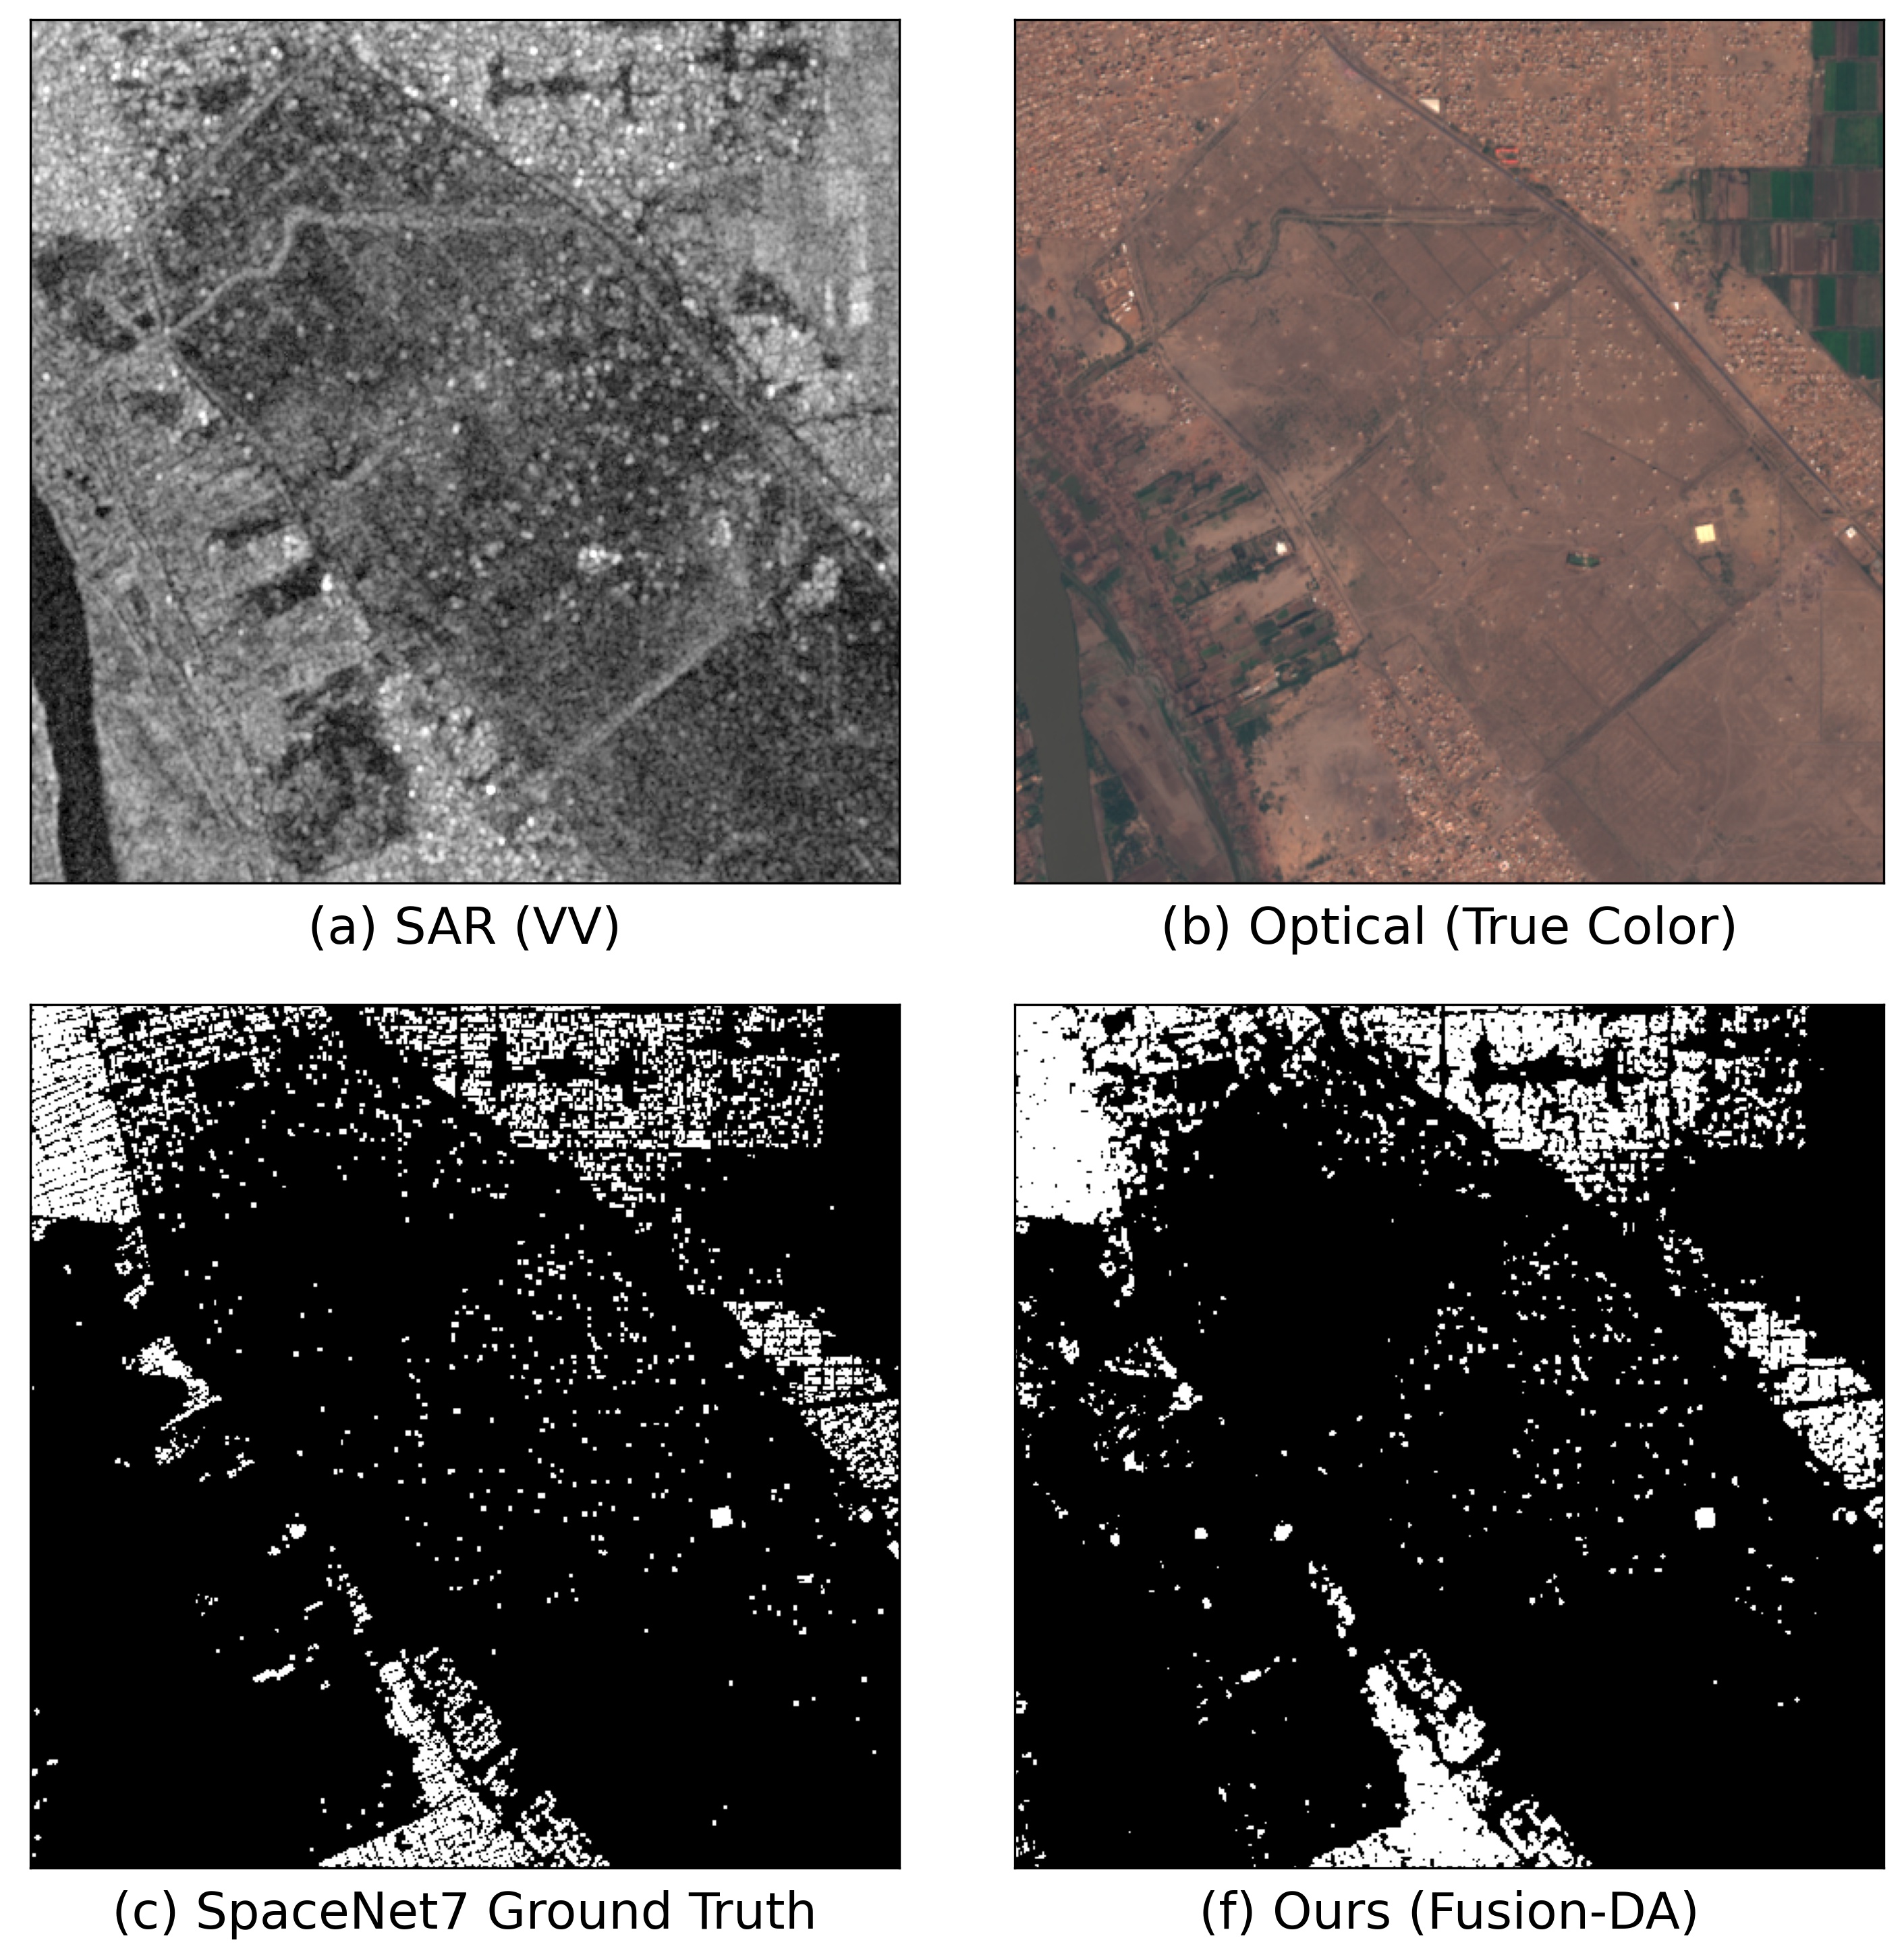 (a) SAR (VV)
(b) Optical (True Color)
(c) SpaceNet7 Ground Truth
(f) Ours (Fusion-DA)